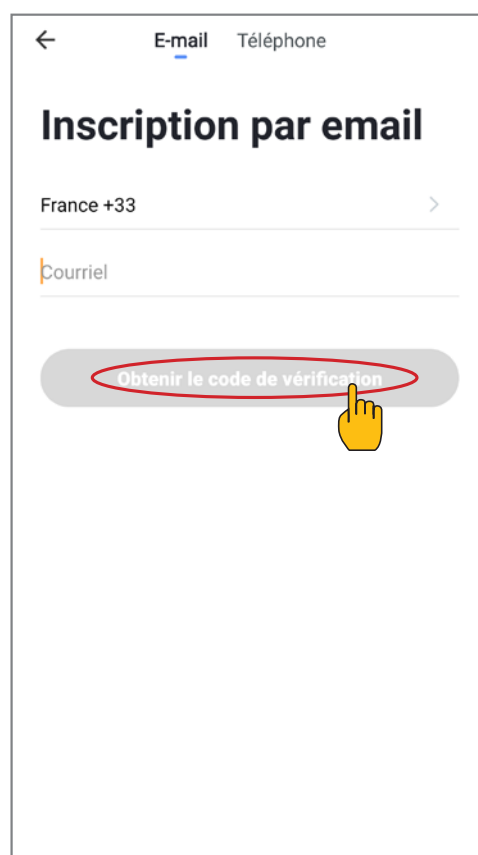 E-mail Téléphone
Inscription par email
France +33
Courriel
Obtenir le code de vérification